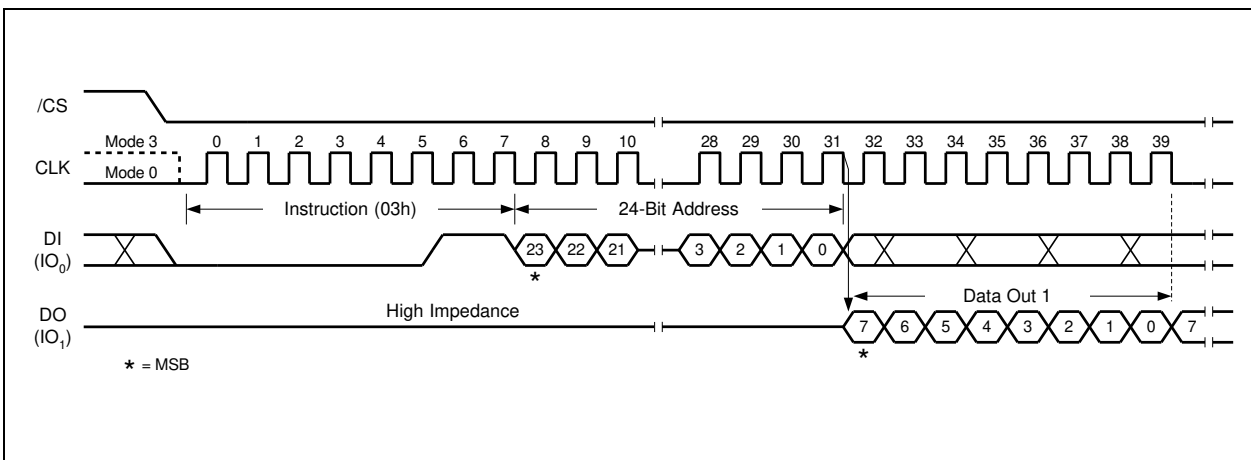 /CS
Mode 3
0 1 2 3 4 5 6 7 8 9 10 28 29 30 31 32 33 34 35 36 37 38 39
CLK
Mode 0
Instruction (03h) 24-Bit Address
DI
(IO0)
23 22 21 3 2 1 0
*
Data Out 1
DO
(IO1)
High Impedance
7 6 5 4 3 2 1 0 7
*
* = MSB